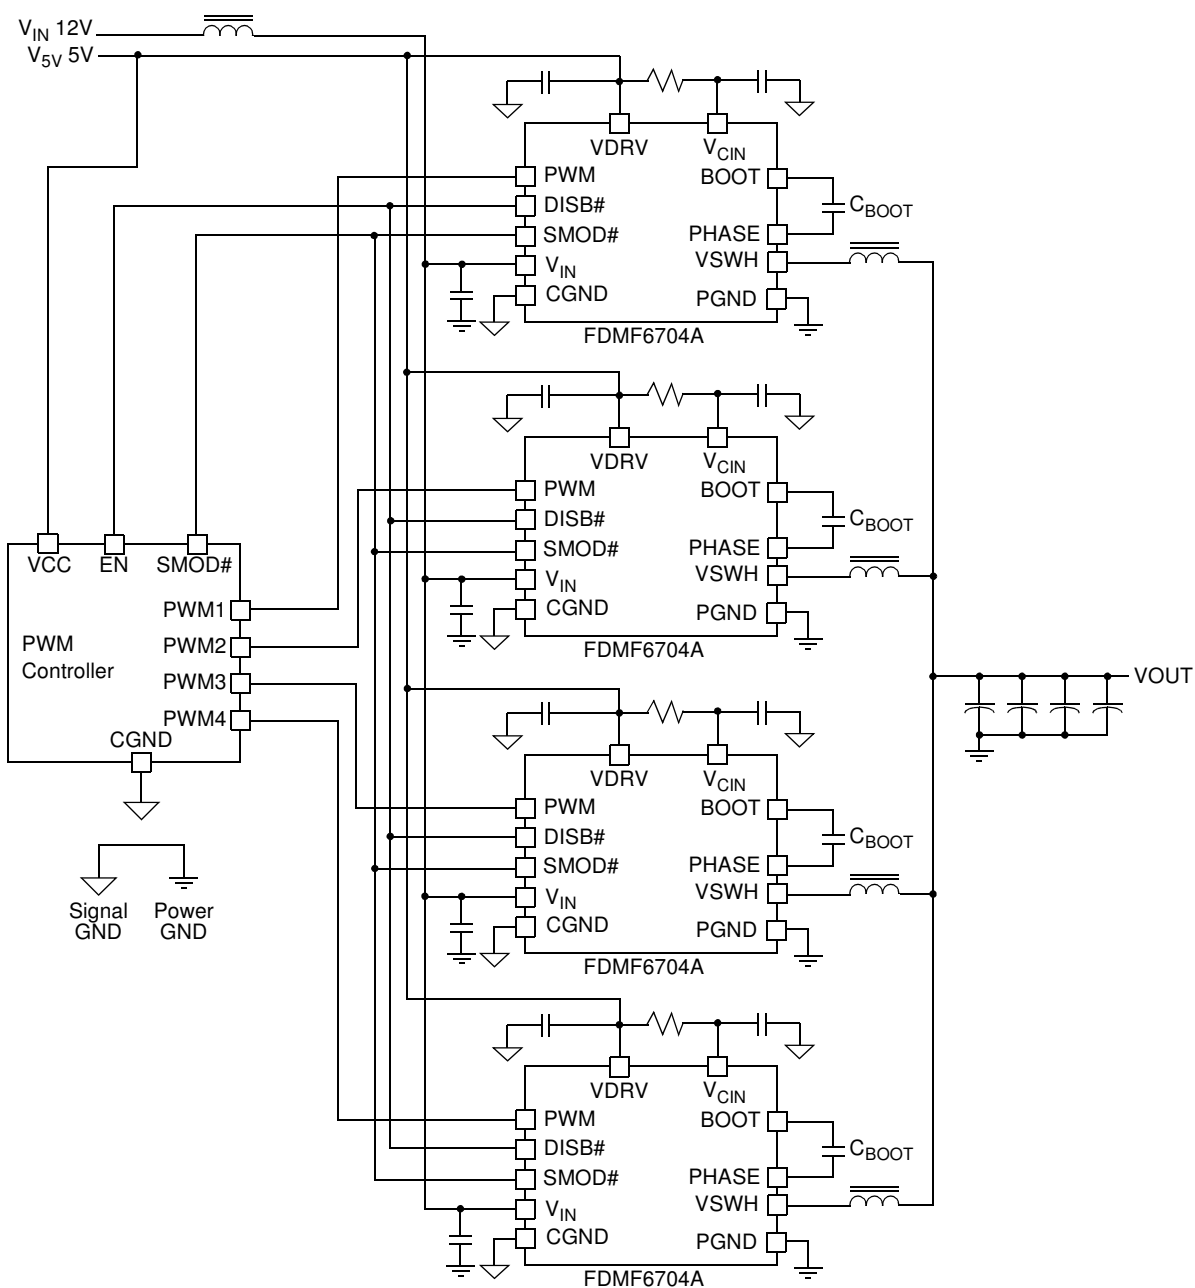 VIN 12V
V5V 5V
VDRV
VCIN
PWM
BOOT
DISB#
CBOOT
SMOD#
PHASE
VIN
VSWH
CGND
PGND
FDMF6704A
VDRV
VCIN
PWM
BOOT
DISB#
CBOOT
SMOD#
PHASE
VIN
VSWH
CGND
PGND
FDMF6704A
VCC
EN
SMOD#
PWM1
PWM
Controller
PWM2
PWM3
PWM4
CGND
Signal
GND
Power
GND
VOUT
VDRV
VCIN
PWM
BOOT
DISB#
CBOOT
SMOD#
PHASE
VIN
VSWH
CGND
PGND
FDMF6704A
VDRV
VCIN
PWM
BOOT
DISB#
CBOOT
SMOD#
PHASE
VIN
VSWH
CGND
PGND
FDMF6704A